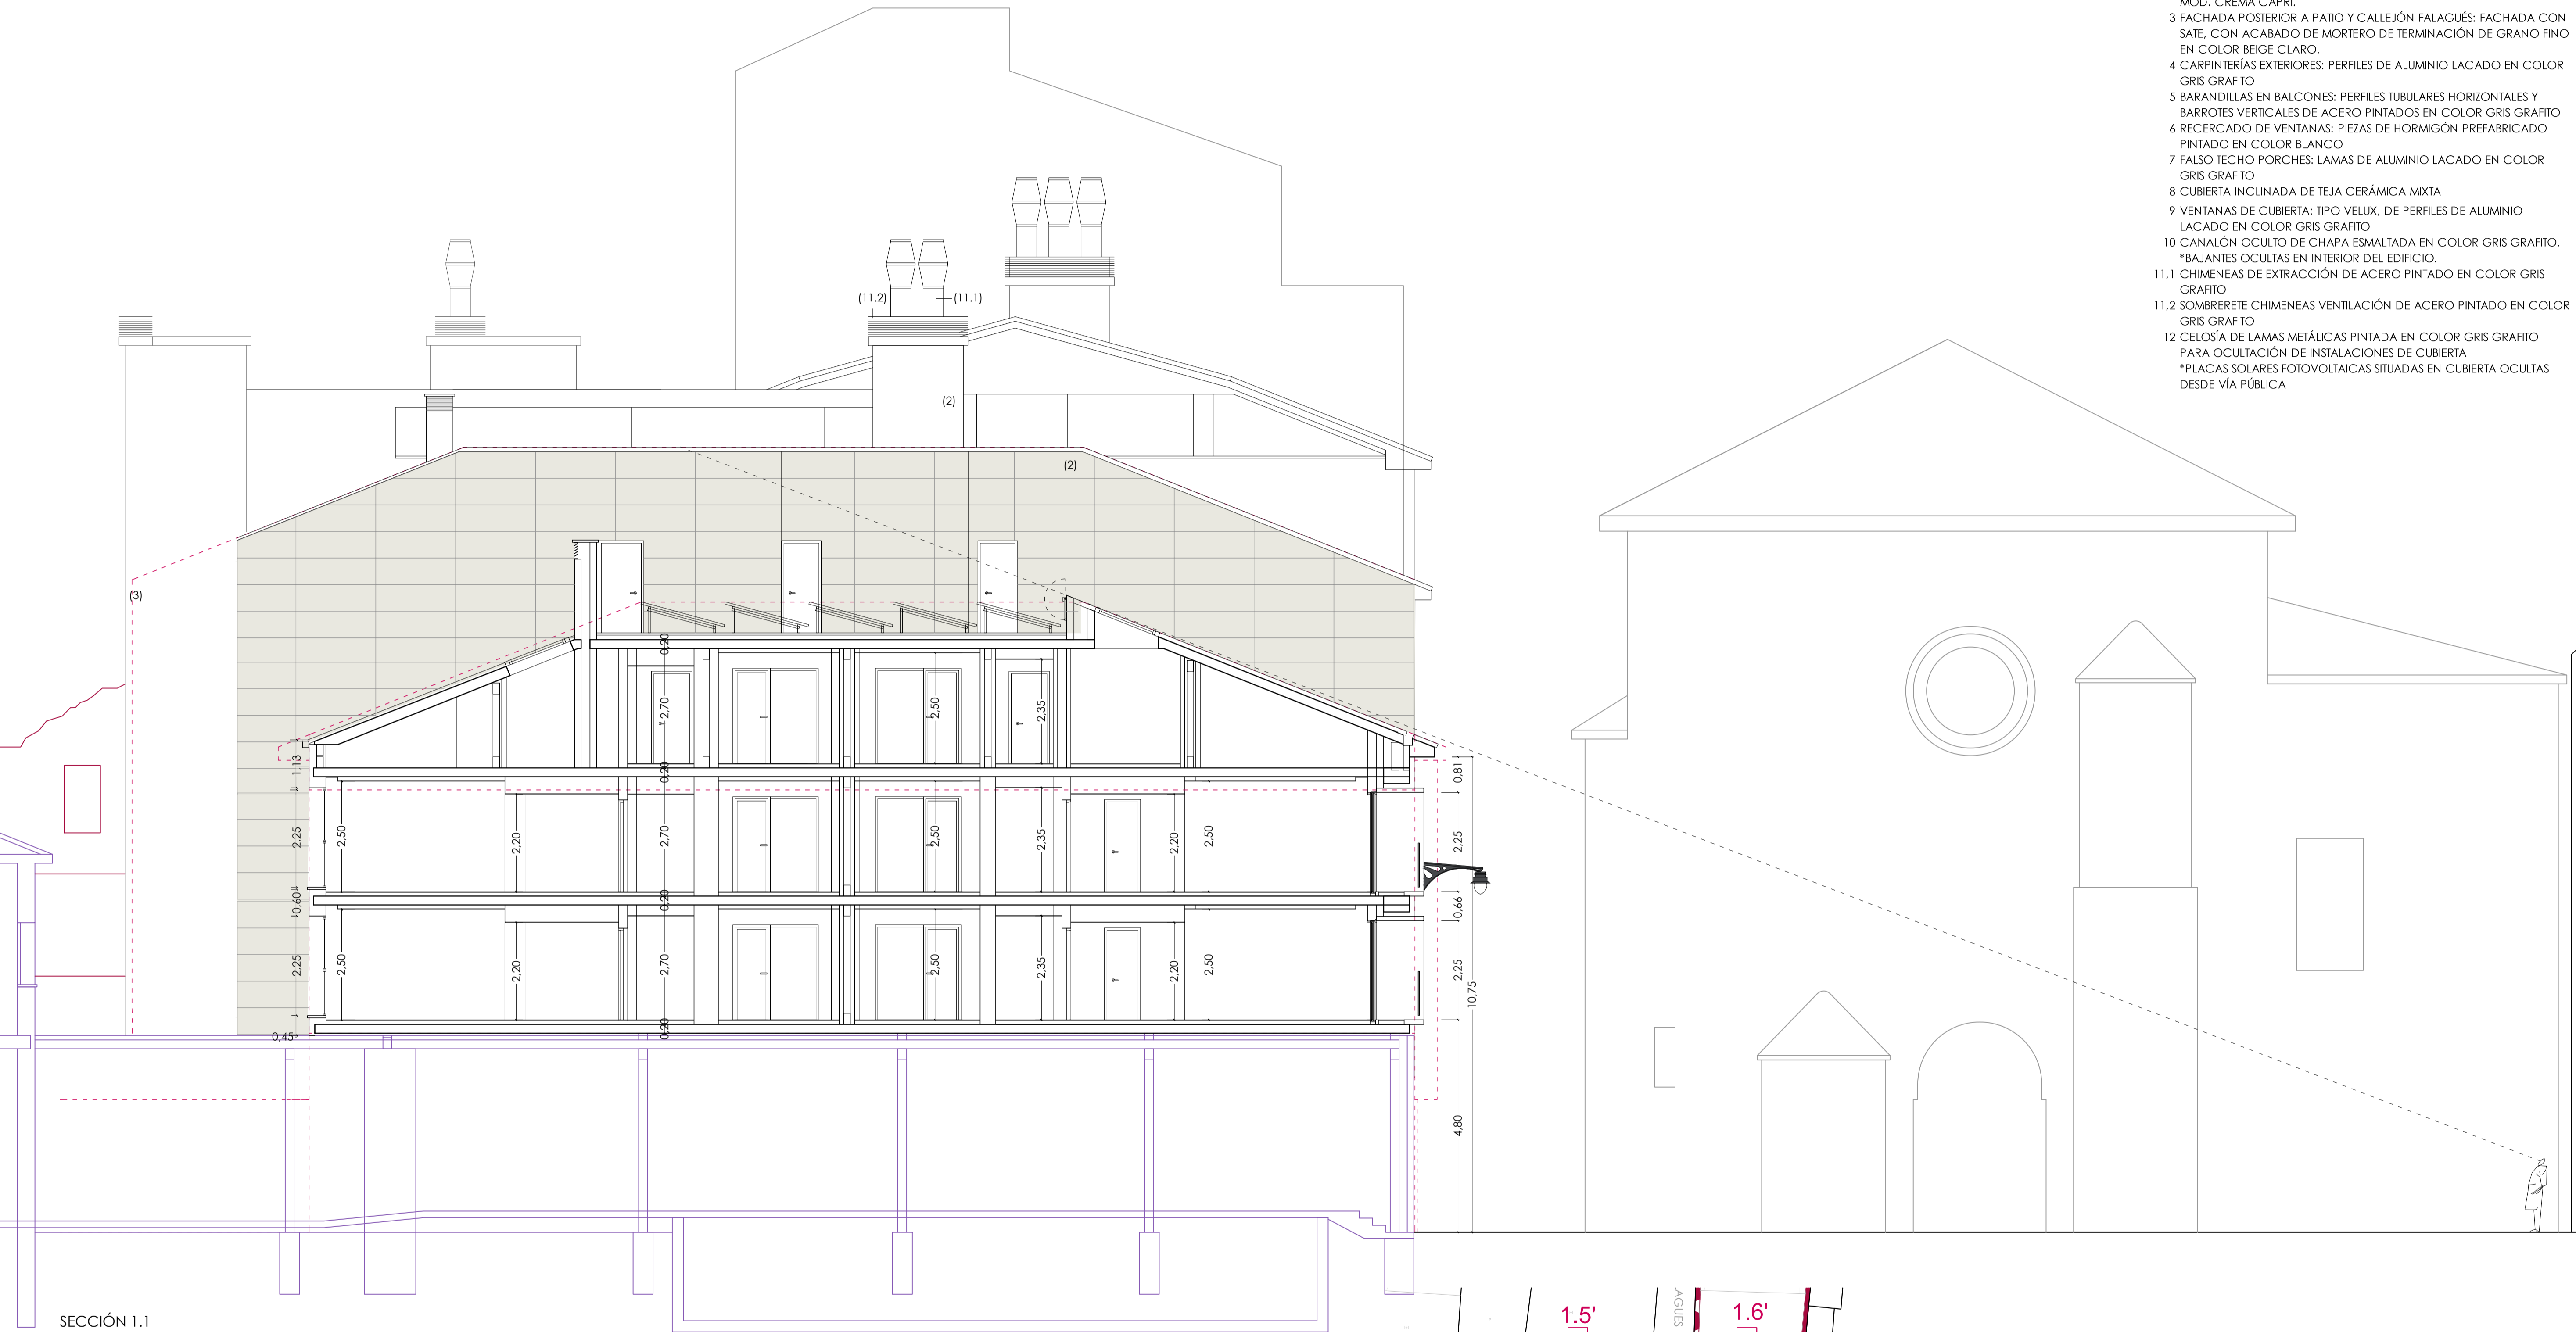 MOD. CREMA CAPRI.
3 FACHADA POSTERIOR A PATIO Y CALLEJÓN FALAGUÉS: FACHADA CON
SATE, CON ACABADO DE MORTERO DE TERMINACIÓN DE GRANO FINO
EN COLOR BEIGE CLARO.
4 CARPINTERÍAS EXTERIORES: PERFILES DE ALUMINIO LACADO EN COLOR
GRIS GRAFITO
5 BARANDILLAS EN BALCONES: PERFILES TUBULARES HORIZONTALES Y
BARROTES VERTICALES DE ACERO PINTADOS EN COLOR GRIS GRAFITO
6 RECERCADO DE VENTANAS: PIEZAS DE HORMIGÓN PREFABRICADO
PINTADO EN COLOR BLANCO
7 FALSO TECHO PORCHES: LAMAS DE ALUMINIO LACADO EN COLOR
GRIS GRAFITO
8 CUBIERTA INCLINADA DE TEJA CERÁMICA MIXTA
9 VENTANAS DE CUBIERTA: TIPO VELUX, DE PERFILES DE ALUMINIO
LACADO EN COLOR GRIS GRAFITO
10 CANALÓN OCULTO DE CHAPA ESMALTADA EN COLOR GRIS GRAFITO.
*BAJANTES OCULTAS EN INTERIOR DEL EDIFICIO.
11,1 CHIMENEAS DE EXTRACCIÓN DE ACERO PINTADO EN COLOR GRIS
GRAFITO
11,2 SOMBRERETE CHIMENEAS VENTILACIÓN DE ACERO PINTADO EN COLOR
GRIS GRAFITO
12 CELOSÍA DE LAMAS METÁLICAS PINTADA EN COLOR GRIS GRAFITO
PARA OCULTACIÓN DE INSTALACIONES DE CUBIERTA
*PLACAS SOLARES FOTOVOLTAICAS SITUADAS EN CUBIERTA OCULTAS
DESDE VÍA PÚBLICA
(11.2)
(11.1)
(2)
(2)
(3)
0,20
2,70
2,50
2,35
1,13
0,20
0,81
2,25
2,50
2,20
2,70
2,50
2,35
2,20
2,50
2,25
0,60
0,20
0,66
2,25
2,50
2,20
2,70
2,50
2,35
2,20
2,50
2,25
10,75
0,45
0,20
4,80
SECCIÓN 1.1
1.5'
AGUES
1.6'